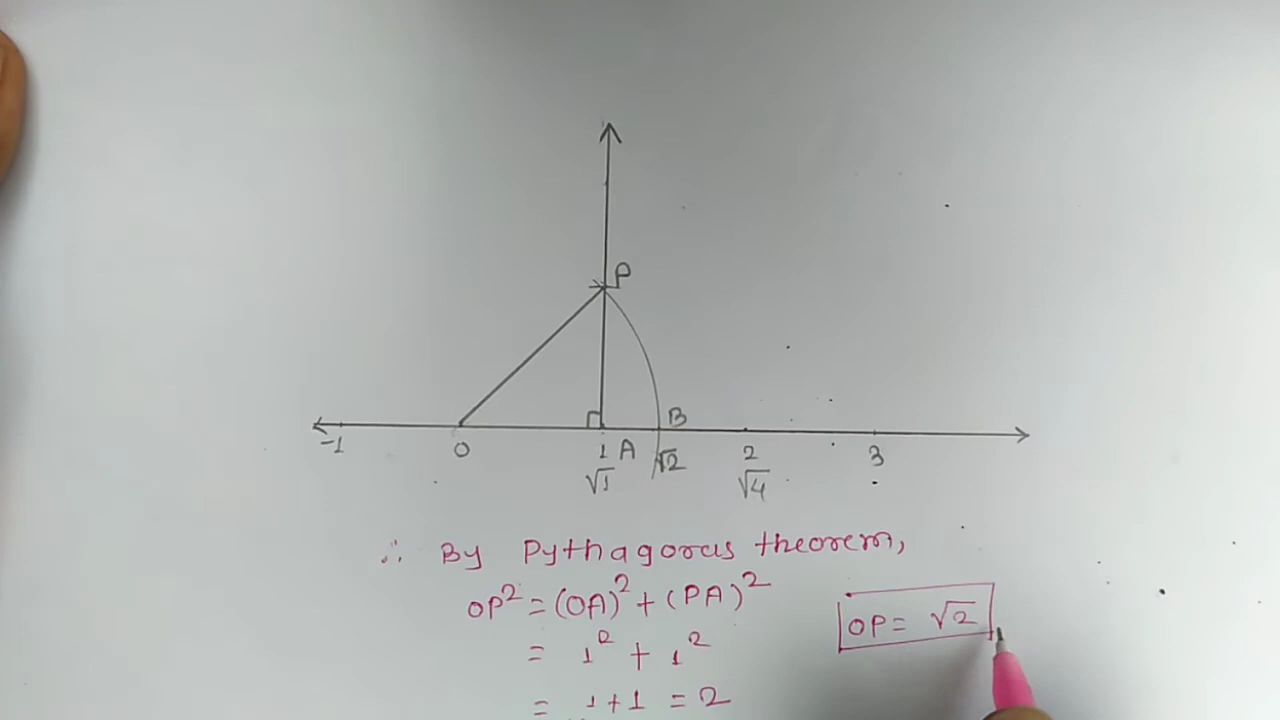 P
B
-1 0 1 A √2 2 3
√1 √4
∴ By Pythagoras theorem,
OP² = (OA)² + (PA)²
OP = √2
= 1² + 1²
= 1 + 1 = 2